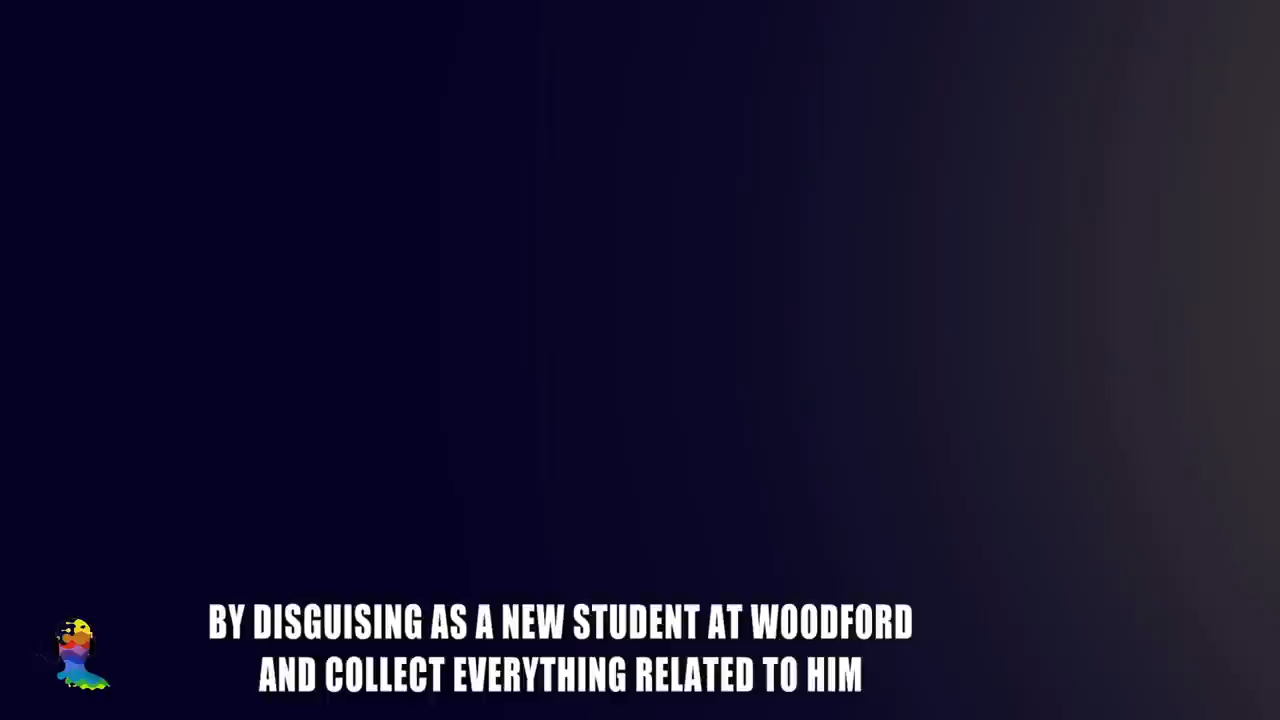 BY DISGUISING AS A NEW STUDENT AT WOODFORD
AND COLLECT EVERYTHING RELATED TO HIM